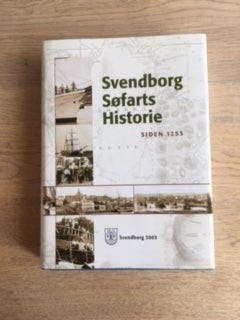 Svendborg
Søfarts
Historie
SIDEN 1253
Svendborg 2003